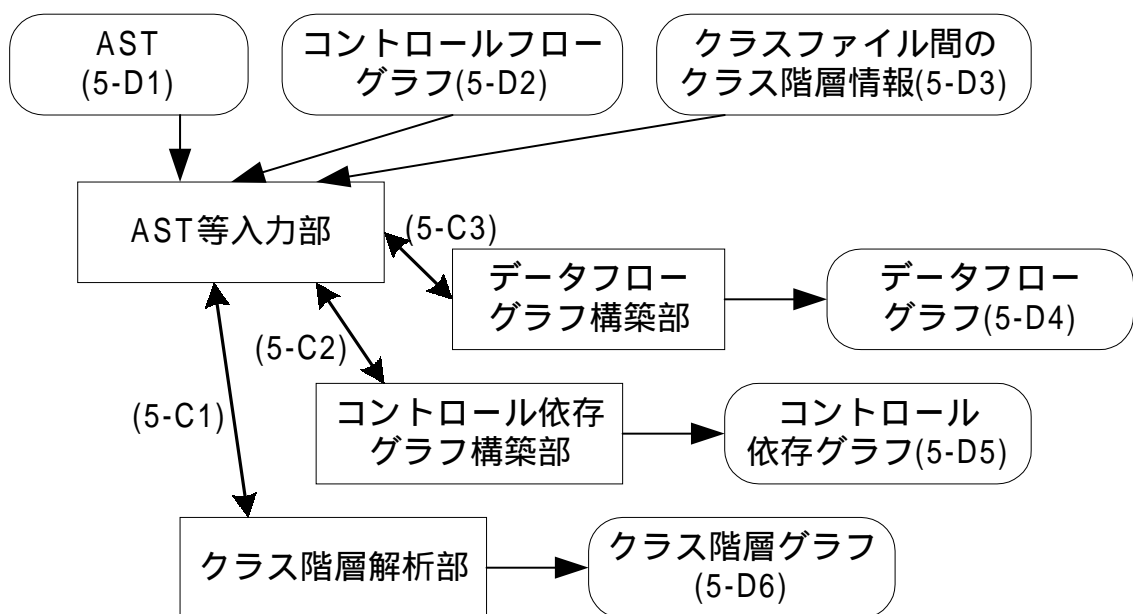 AST
(5-D1)
コントロールフロー
グラフ(5-D2)
クラスファイル間の
クラス階層情報(5-D3)
AST等入力部
(5-C3)
データフロー
グラフ構築部
データフロー
グラフ(5-D4)
(5-C2)
(5-C1)
コントロール依存
グラフ構築部
コントロール
依存グラフ(5-D5)
クラス階層解析部
クラス階層グラフ
(5-D6)